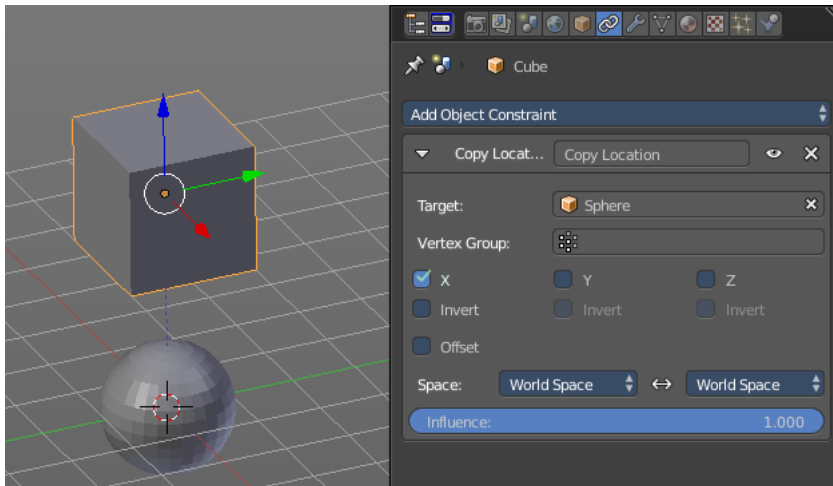 Cube
Add Object Constraint
Copy Locat... Copy Location
Target: Sphere
Vertex Group:
X Y Z
Invert Invert Invert
Offset
Space: World Space World Space
Influence: 1.000